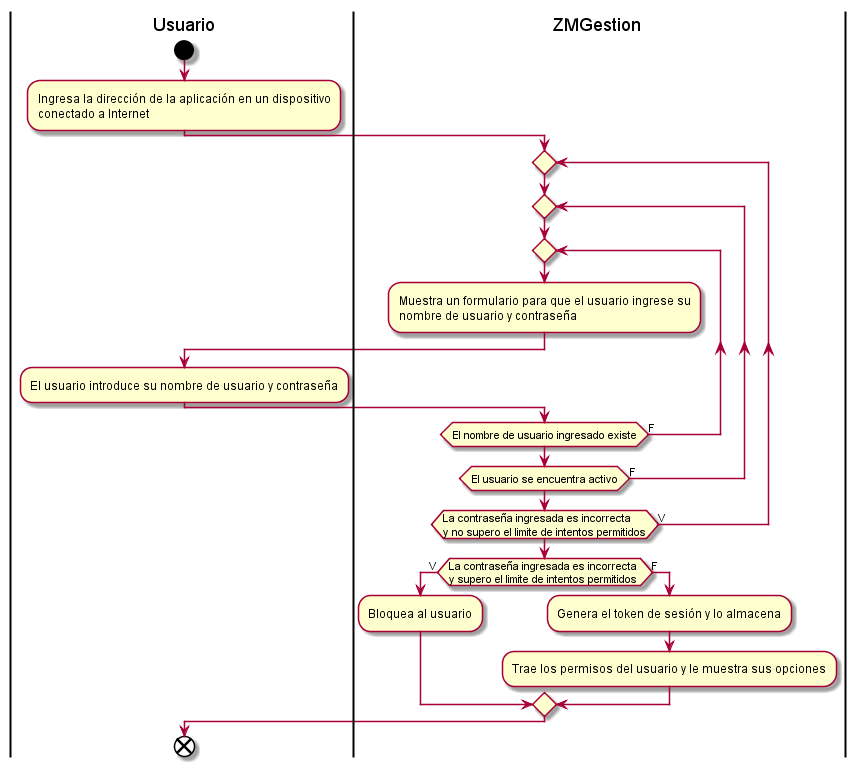 Usuario
ZMGestion
Ingresa la dirección de la aplicación en un dispositivo
conectado a Internet
Muestra un formulario para que el usuario ingrese su
nombre de usuario y contraseña
El usuario introduce su nombre de usuario y contraseña
El nombre de usuario ingresado existe
F
El usuario se encuentra activo
F
La contraseña ingresada es incorrecta
y no supero el limite de intentos permitidos
V
V
La contraseña ingresada es incorrecta
y supero el limite de intentos permitidos
F
Bloquea al usuario
Genera el token de sesión y lo almacena
Trae los permisos del usuario y le muestra sus opciones